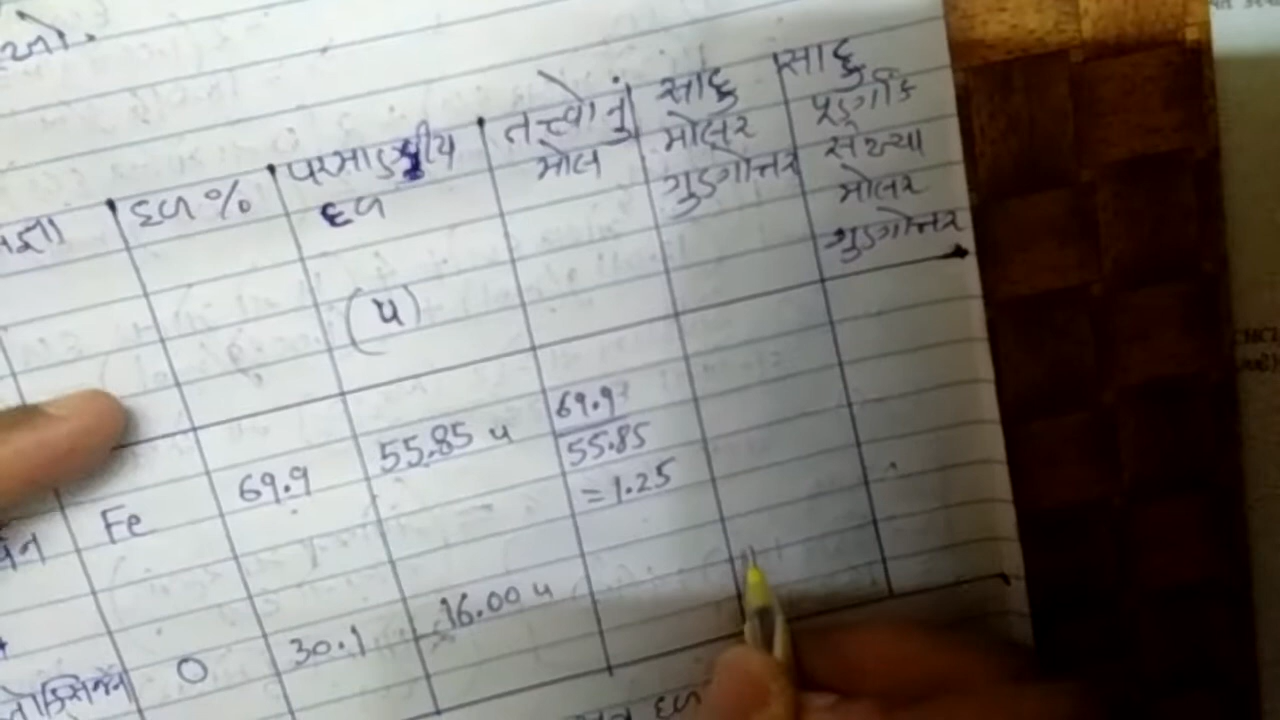 દળ %
પરમાણ્વીય
દળ
(u)
તત્ત્વોનું
મોલ
સાદુ
મોલર
ગુણોત્તર
સાદુ
પૂર્ણાંક
સંખ્યા
મોલર
ગુણોત્તર
Fe
69.9
55.85 u
69.9
55.85
= 1.25
O
30.1
16.00 u
દળ